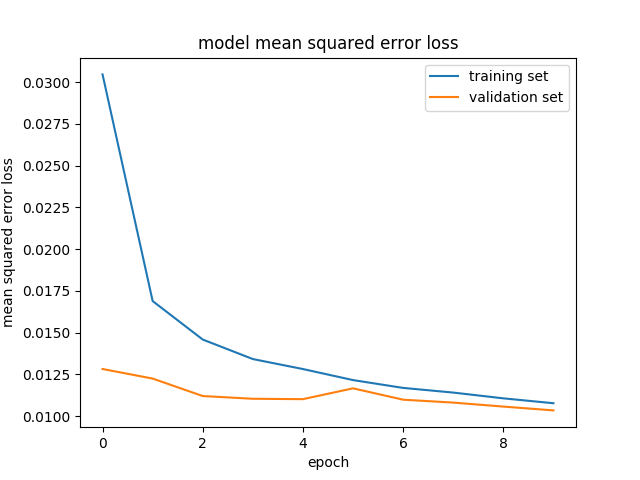 model mean squared error loss
training set
validation set
mean squared error loss
0.0300
0.0275
0.0250
0.0225
0.0200
0.0175
0.0150
0.0125
0.0100
0 2 4 6 8
epoch